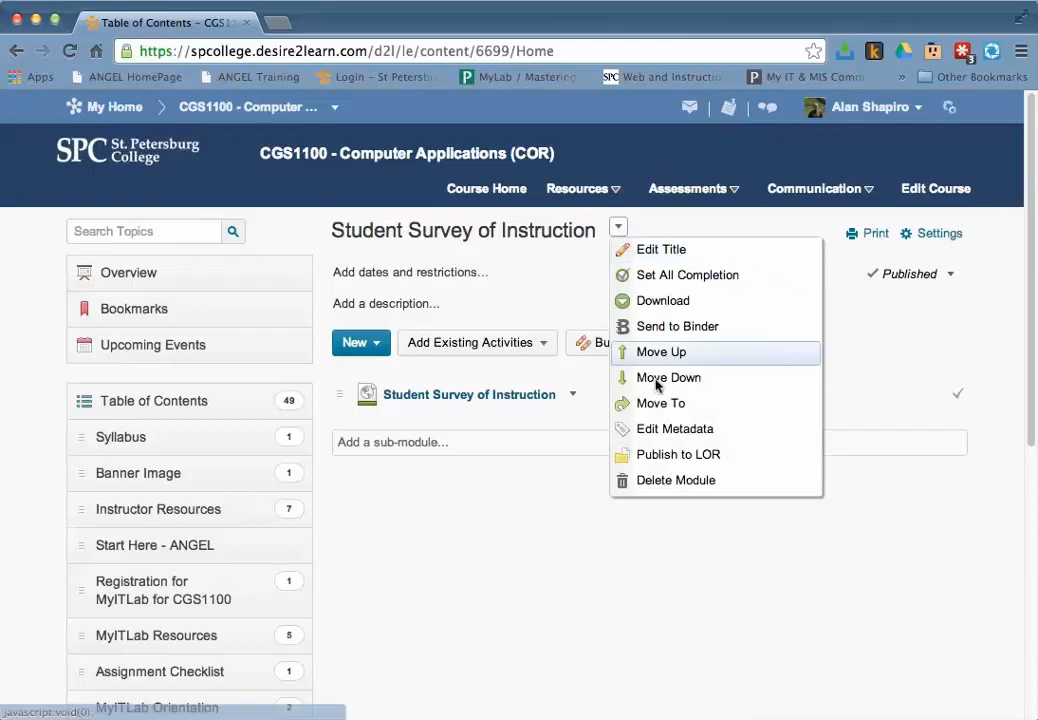 Table of Contents - CGS1
https://spcollege.desire2learn.com/d2l/le/content/6699/Home
Apps ANGEL HomePage ANGEL Training Login – St Petersb MyLab / Mastering SPC Web and Instructi P My IT & MIS Comm » Other Bookmarks
My Home CGS1100 - Computer ... Alan Shapiro
SPC St. Petersburg College
CGS1100 - Computer Applications (COR)
Course Home Resources Assessments Communication Edit Course
Search Topics
Student Survey of Instruction
Print Settings
Overview
Bookmarks
Upcoming Events
Table of Contents 49
Syllabus 1
Banner Image 1
Instructor Resources 7
Start Here - ANGEL
Registration for
MyITLab for CGS1100 1
MyITLab Resources 5
Assignment Checklist 1
MyITLab Orientation 2
Add dates and restrictions...
Published
Add a description...
New Add Existing Activities Bu
Student Survey of Instruction
Add a sub-module...
Edit Title
Set All Completion
Download
Send to Binder
Move Up
Move Down
Move To
Edit Metadata
Publish to LOR
Delete Module
javascript:void(0);